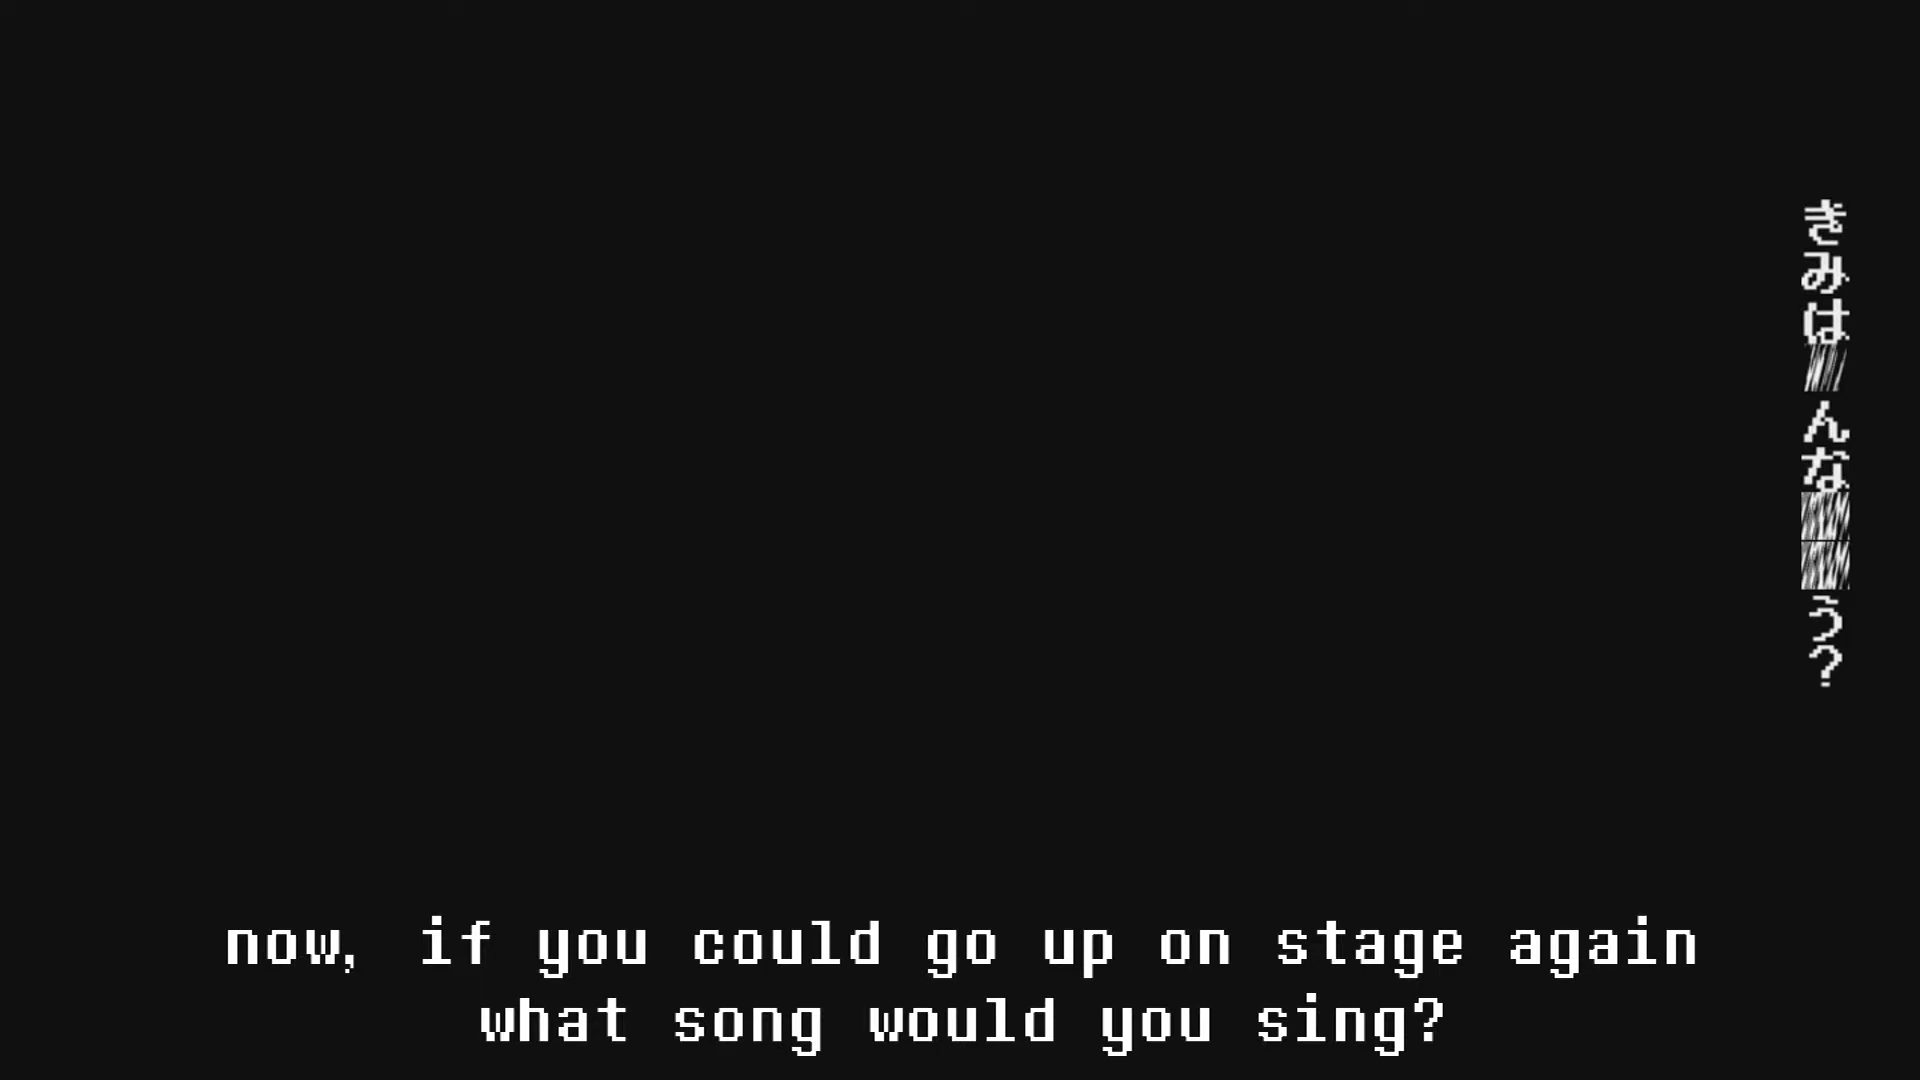 きみは んな う?
now, if you could go up on stage again
what song would you sing?